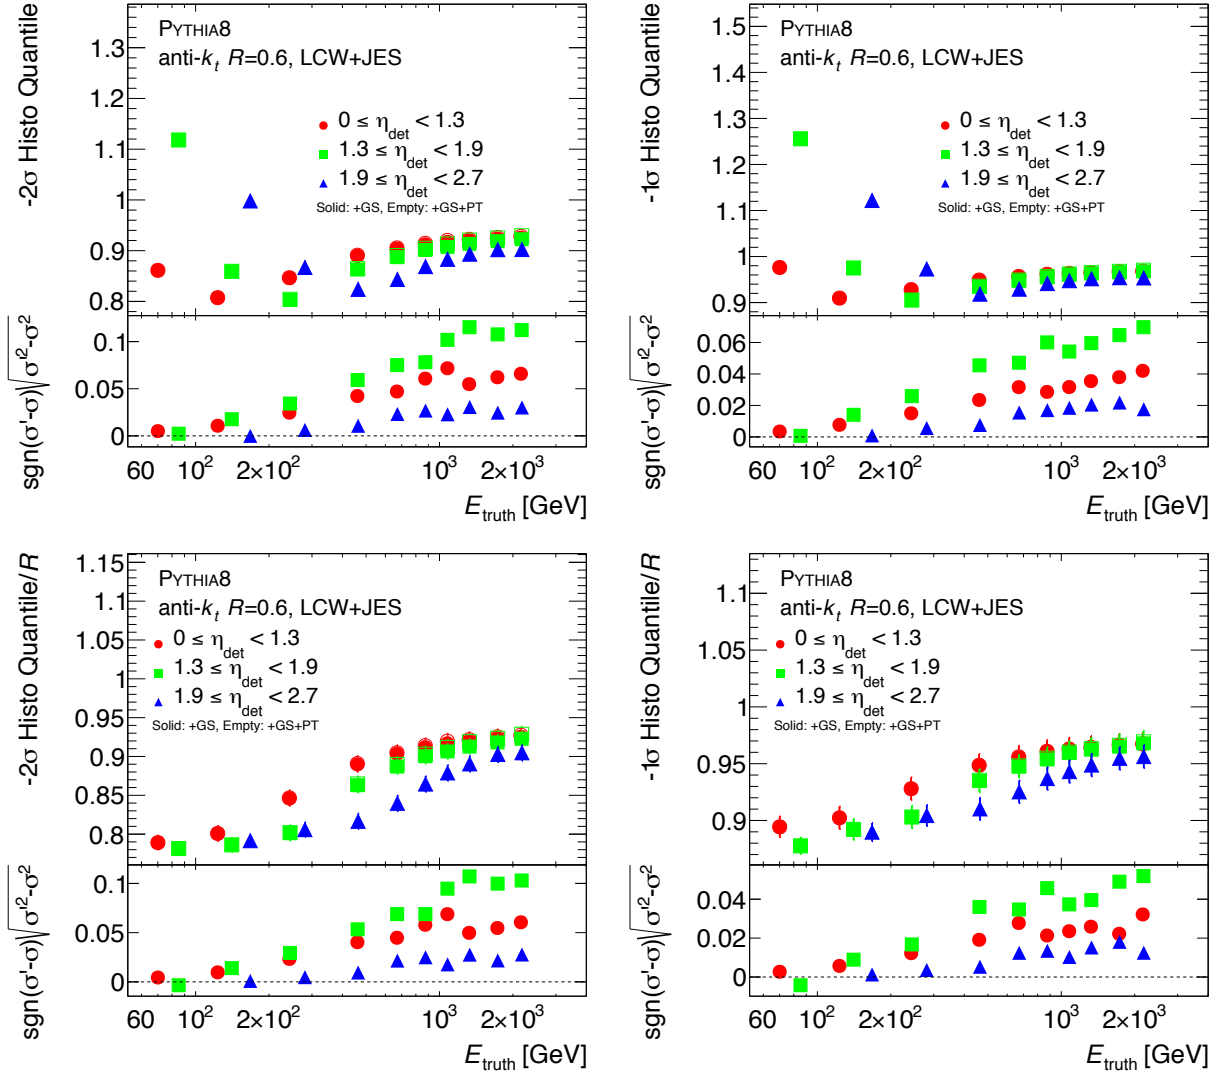 -2σ Histo Quantile
1.3
1.2
1.1
1
0.9
0.8
PYTHIA8
anti-kt R=0.6, LCW+JES
0 ≤ ηdet < 1.3
1.3 ≤ ηdet < 1.9
1.9 ≤ ηdet < 2.7
Solid: +GS, Empty: +GS+PT
sgn(σ'-σ)√σ'²-σ²
0.1
0.05
0
60 10² 2×10² 10³ 2×10³
Etruth [GeV]
-1σ Histo Quantile
1.5
1.4
1.3
1.2
1.1
1
0.9
PYTHIA8
anti-kt R=0.6, LCW+JES
0 ≤ ηdet < 1.3
1.3 ≤ ηdet < 1.9
1.9 ≤ ηdet < 2.7
Solid: +GS, Empty: +GS+PT
sgn(σ'-σ)√σ'²-σ²
0.06
0.04
0.02
0
60 10² 2×10² 10³ 2×10³
Etruth [GeV]
-2σ Histo Quantile/R
1.15
1.1
1.05
1
0.95
0.9
0.85
0.8
PYTHIA8
anti-kt R=0.6, LCW+JES
0 ≤ ηdet < 1.3
1.3 ≤ ηdet < 1.9
1.9 ≤ ηdet < 2.7
Solid: +GS, Empty: +GS+PT
sgn(σ'-σ)√σ'²-σ²
0.1
0.05
0
60 10² 2×10² 10³ 2×10³
Etruth [GeV]
-1σ Histo Quantile/R
1.1
1.05
1
0.95
0.9
PYTHIA8
anti-kt R=0.6, LCW+JES
0 ≤ ηdet < 1.3
1.3 ≤ ηdet < 1.9
1.9 ≤ ηdet < 2.7
Solid: +GS, Empty: +GS+PT
sgn(σ'-σ)√σ'²-σ²
0.04
0.02
0
60 10² 2×10² 10³ 2×10³
Etruth [GeV]